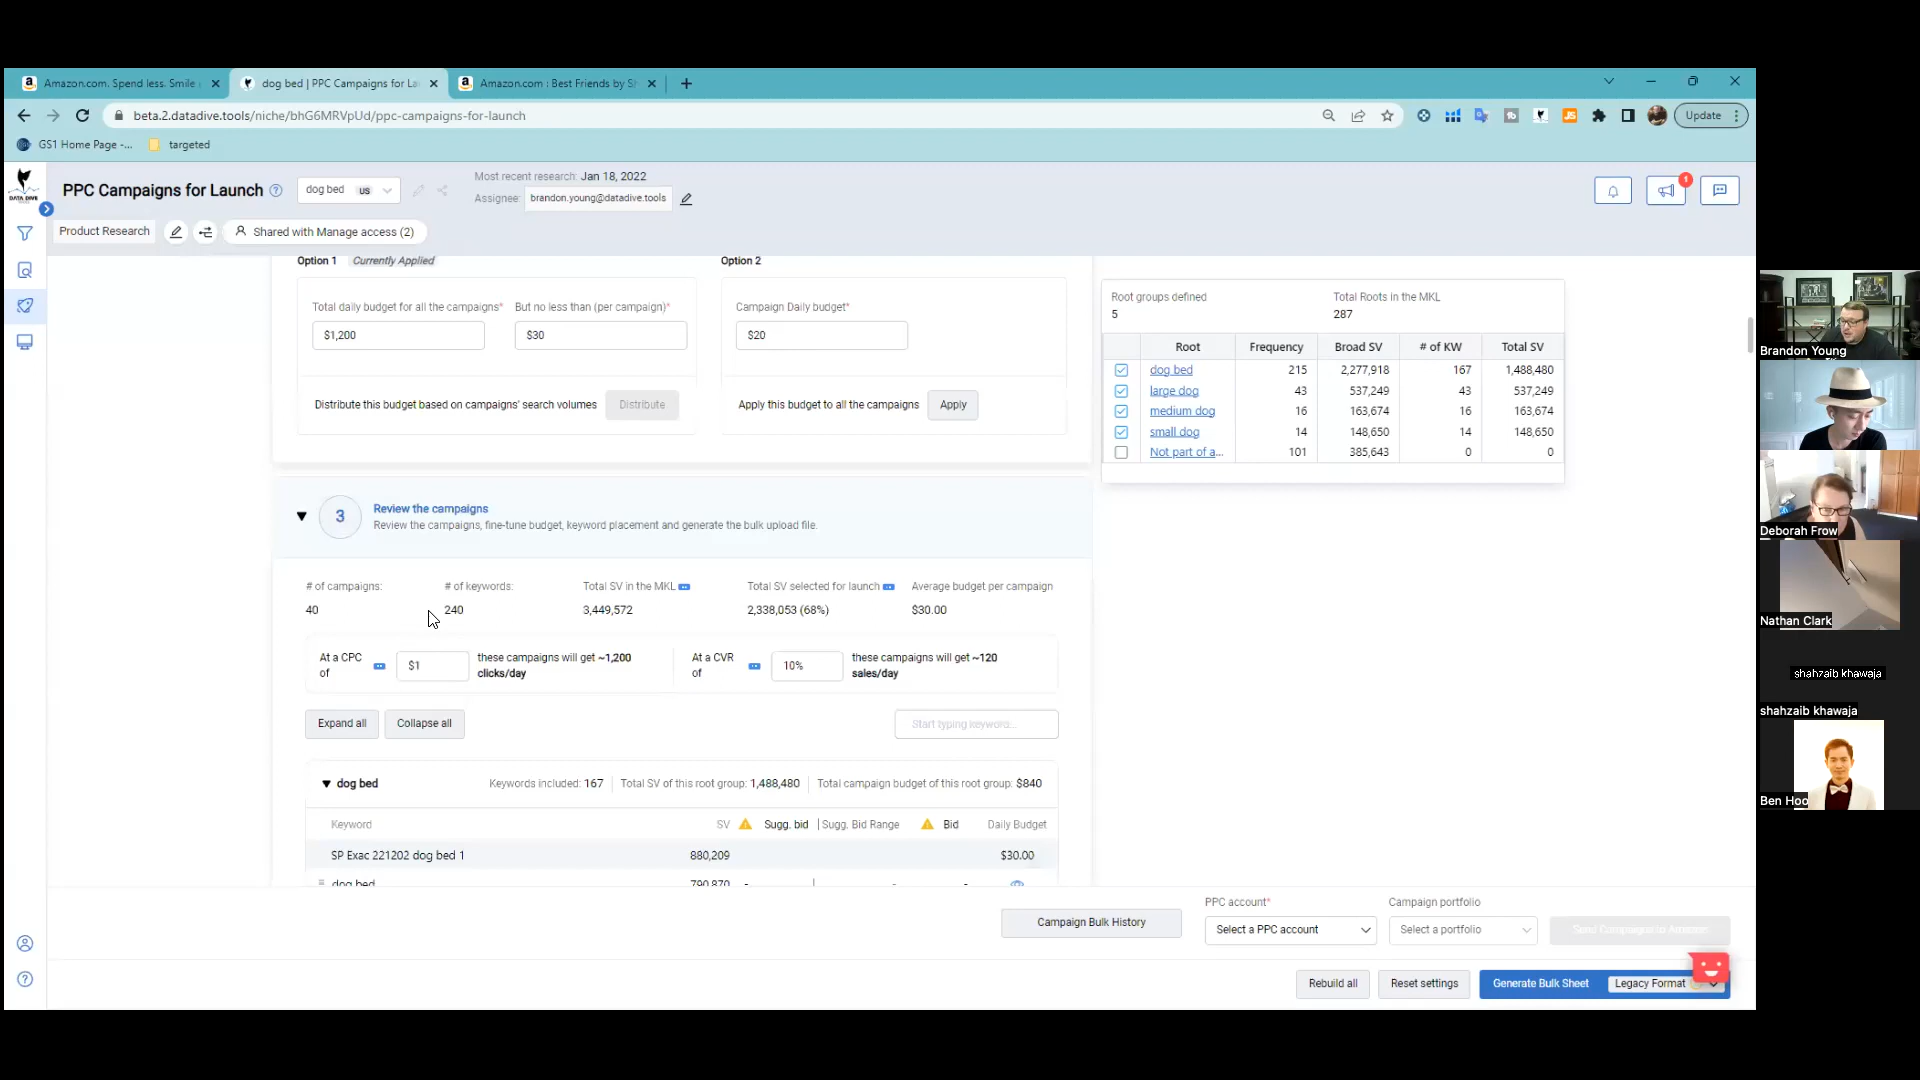 Amazon.com. Spend less. Smile
dog bed | PPC Campaigns for La
Amazon.com : Best Friends by Sh
beta.2.datadive.tools/niche/bhG6MRVpUd/ppc-campaigns-for-launch
Update
GS1 Home Page -...
targeted
DATA DIVE
PPC Campaigns for Launch
dog bed US
Most recent research: Jan 18, 2022
Assignee: brandon.young@datadive.tools
1
Product Research
Shared with Manage access (2)
Option 1 Currently Applied
Option 2
Total daily budget for all the campaigns*
But no less than (per campaign)*
Campaign Daily budget*
$1,200
$30
$20
Distribute this budget based on campaigns' search volumes
Distribute
Apply this budget to all the campaigns
Apply
Root groups defined
5
Total Roots in the MKL
287
Root Frequency Broad SV # of KW Total SV
dog bed 215 2,277,918 167 1,488,480
large dog 43 537,249 43 537,249
medium dog 16 163,674 16 163,674
small dog 14 148,650 14 148,650
Not part of a... 101 385,643 0 0
3
Review the campaigns
Review the campaigns, fine-tune budget, keyword placement and generate the bulk upload file.
# of campaigns: # of keywords: Total SV in the MKL Total SV selected for launch Average budget per campaign
40 240 3,449,572 2,338,053 (68%) $30.00
At a CPC of $1 these campaigns will get ~1,200 clicks/day
At a CVR of 10% these campaigns will get ~120 sales/day
Expand all
Collapse all
Start typing keyword...
dog bed Keywords included: 167 Total SV of this root group: 1,488,480 Total campaign budget of this root group: $840
Keyword SV Sugg. bid | Sugg. Bid Range Bid Daily Budget
SP Exac 221202 dog bed 1 880,209 $30.00
dog bed 790,870 - | - -
Campaign Bulk History
PPC account*
Select a PPC account
Campaign portfolio
Select a portfolio
Send Campaigns to Amazon
Rebuild all
Reset settings
Generate Bulk Sheet
Legacy Format
Brandon Young
Deborah Frow
Nathan Clark
shahzaib khawaja
shahzaib khawaja
Ben Hoo